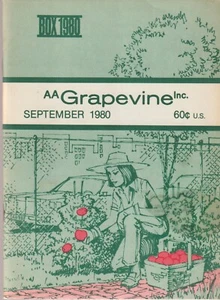 BOX 1980
AA Grapevine Inc.
SEPTEMBER 1980 60¢ U.S.